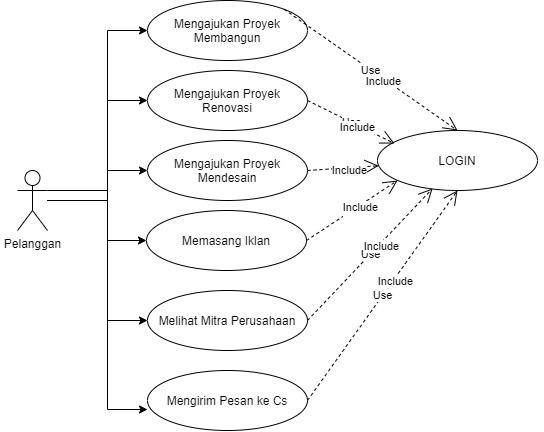 Mengajukan Proyek
Membangun
Use
Include
Mengajukan Proyek
Renovasi
Include
LOGIN
Mengajukan Proyek
Mendesain
Include
Pelanggan
Include
Memasang Iklan
Include
Use
Include
Use
Melihat Mitra Perusahaan
Mengirim Pesan ke Cs